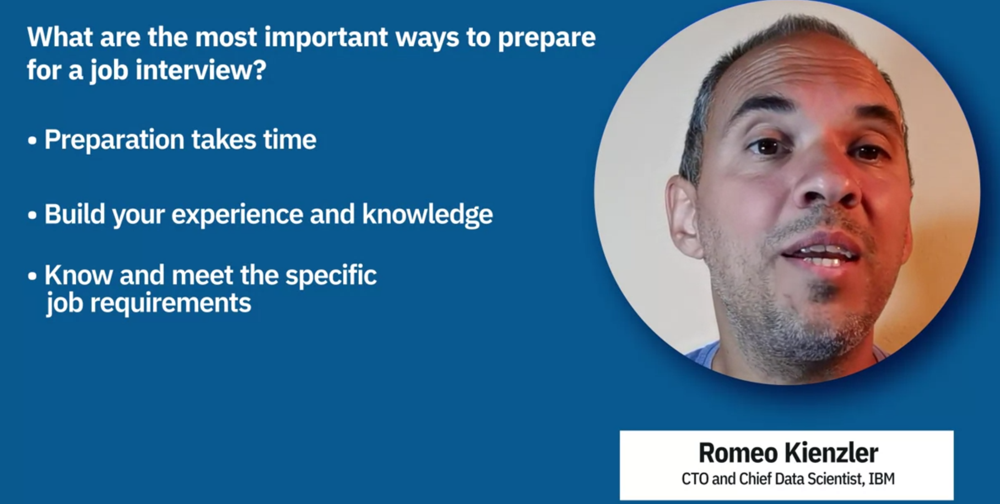 What are the most important ways to prepare
for a job interview?
• Preparation takes time
• Build your experience and knowledge
• Know and meet the specific
job requirements
Romeo Kienzler
CTO and Chief Data Scientist, IBM